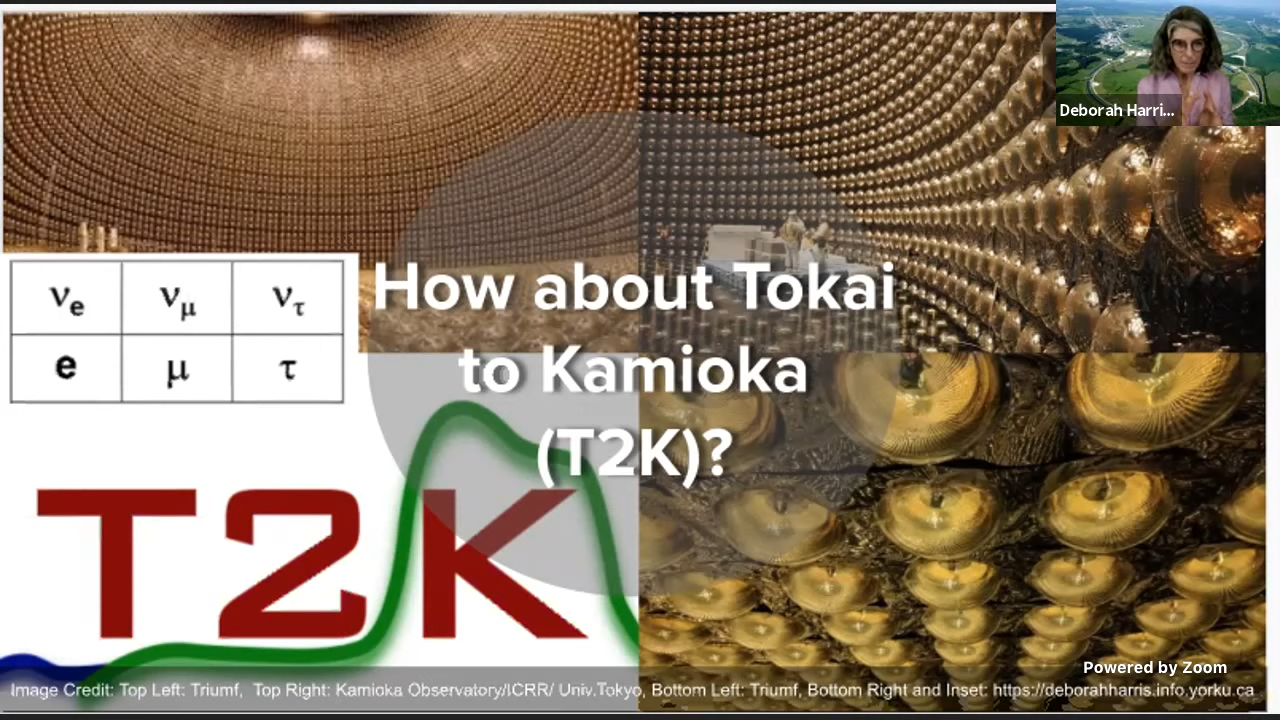 Deborah Harri...
νe νμ ντ
e μ τ
How about Tokai
to Kamioka
(T2K)?
T2K
Powered by Zoom
Image Credit: Top Left: Triumf, Top Right: Kamioka Observatory/ICRR/ Univ.Tokyo, Bottom Left: Triumf, Bottom Right and Inset: https://deborahharris.info.yorku.ca